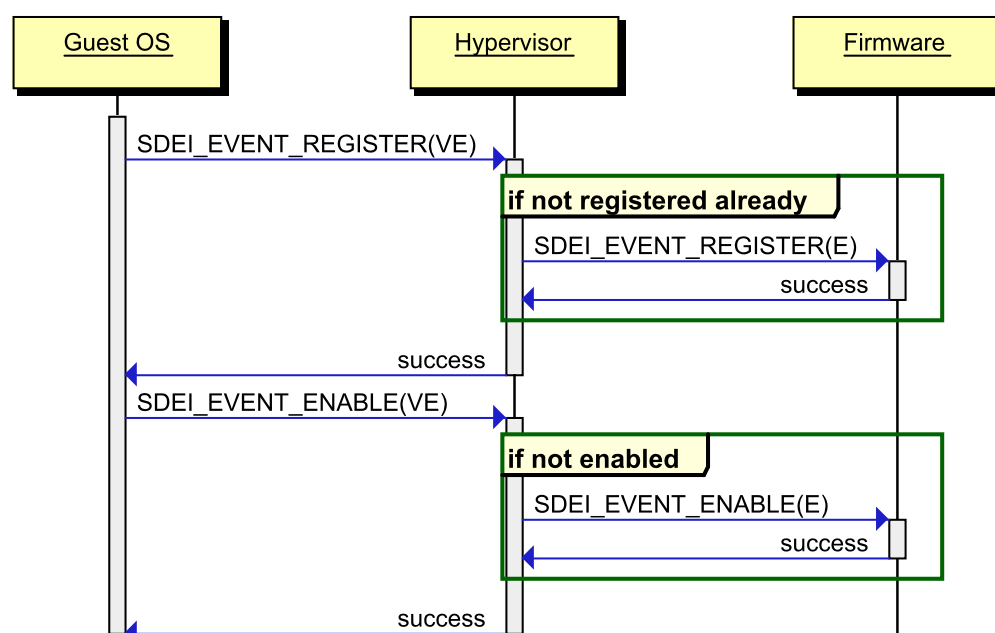 Guest OS
Hypervisor
Firmware
SDEI_EVENT_REGISTER(VE)
if not registered already
SDEI_EVENT_REGISTER(E)
success
success
SDEI_EVENT_ENABLE(VE)
if not enabled
SDEI_EVENT_ENABLE(E)
success
success